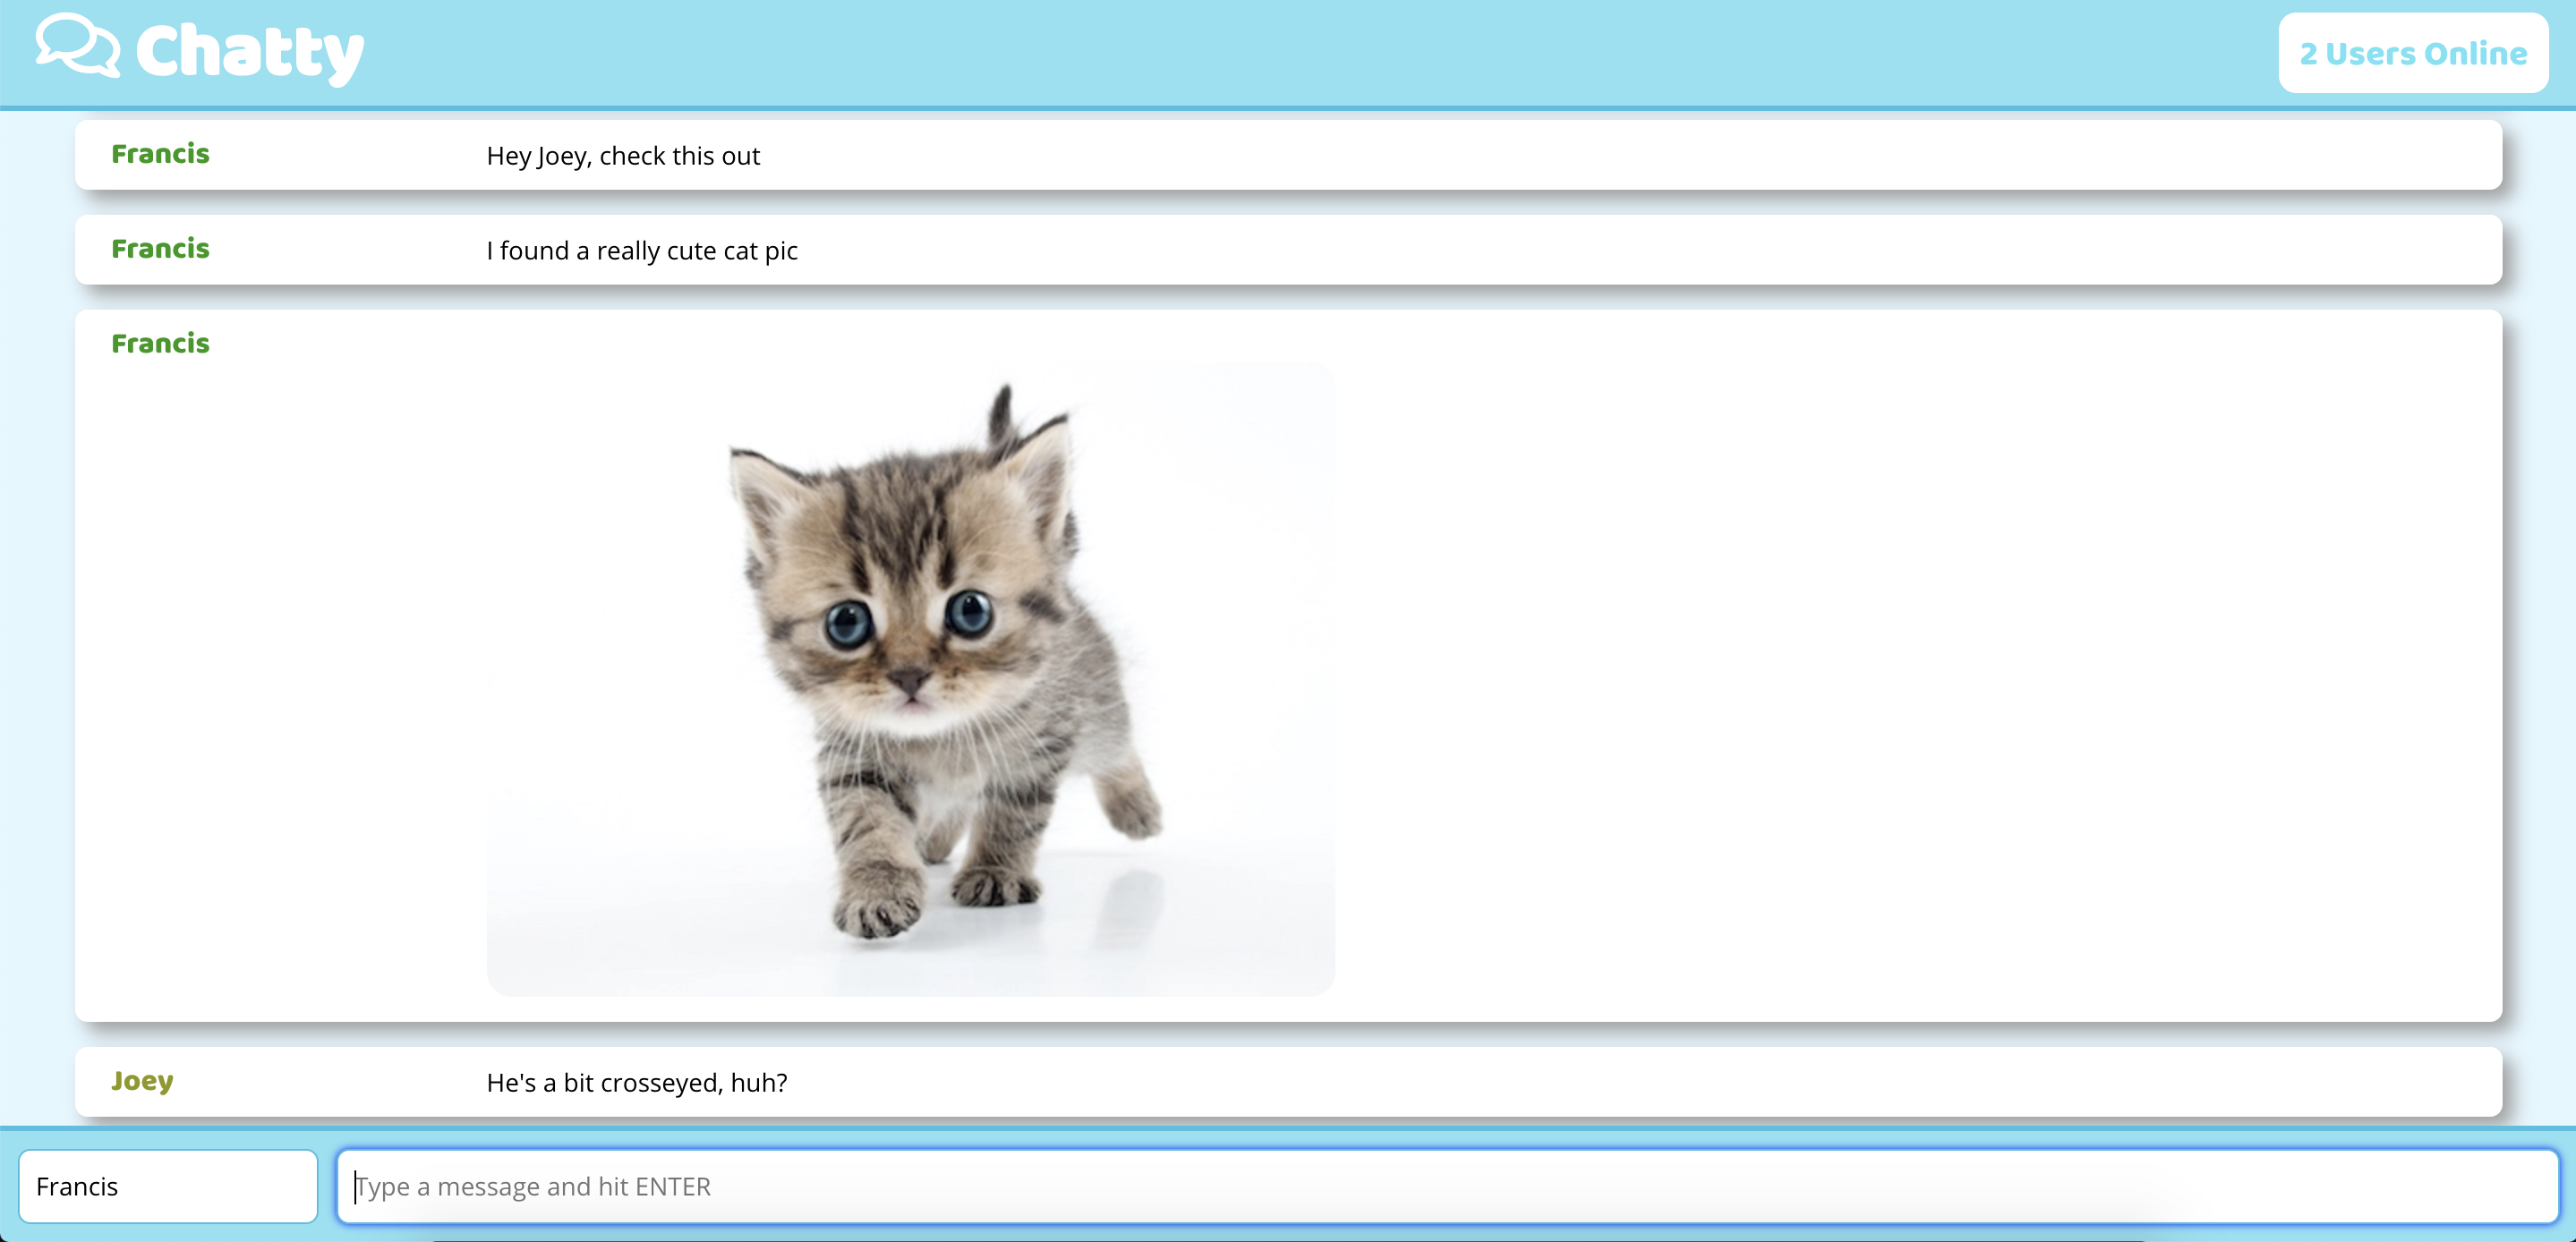 Chatty
2 Users Online
Francis
Hey Joey, check this out
Francis
I found a really cute cat pic
Francis
Joey
He's a bit crosseyed, huh?
Francis
Type a message and hit ENTER